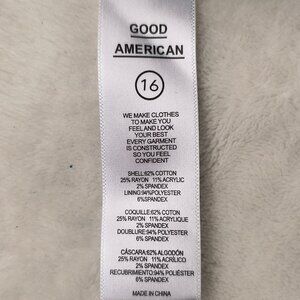 GOOD
AMERICAN
16
WE MAKE CLOTHES
TO MAKE YOU
FEEL AND LOOK
YOUR BEST
EVERY GARMENT
IS CONSTRUCTED
SO YOU FEEL
CONFIDENT
SHELL:62% COTTON
25% RAYON 11% ACRYLIC
2% SPANDEX
LINING:94% POLYESTER
6% SPANDEX
COQUILLE:62% COTON
25% RAYON 11% ACRYLIQUE
2% SPANDEX
DOUBLURE:94% POLYESTER
6% SPANDEX
CÁSCARA:62% ALGODÓN
25% RAYON 11% ACRÍLICO
2% SPANDEX
RECUBRIMIENTO:94% POLIÉSTER
6% SPANDEX
MADE IN CHINA